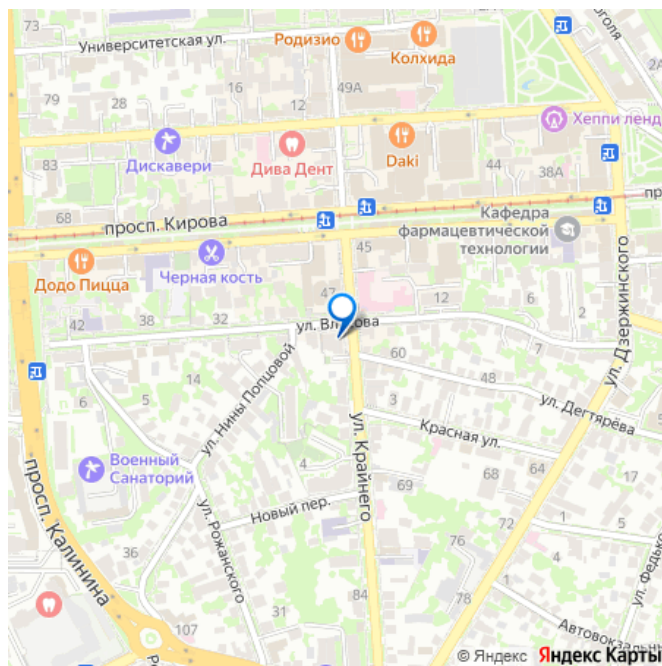 73
Университетская ул.
Родизио
Колхида
49А
79
28
16
12
Хеппи ленд
83
Дискавери
Дива Дент
Daki
44
38А
68
просп. Кирова
пр
Кафедра
фармацевтической
технологии
Додо Пицца
Черная кость
45
47
12
6
42
38
32
ул. Вл
ова
7
2
ул. Дзержинского
6
14
ул. Нины Попцовой
60
48
3
5
ул. Дегтярёва
Красная ул.
ул. Крайнего
просп. Калинина
Военный
Санаторий
4
68
64
69
17
Новый пер.
ул. Рожанского
72
1
5
36
76
ул. Федько
31
84
78
1
107
Автовокзальн
© Яндекс Яндекс Карты